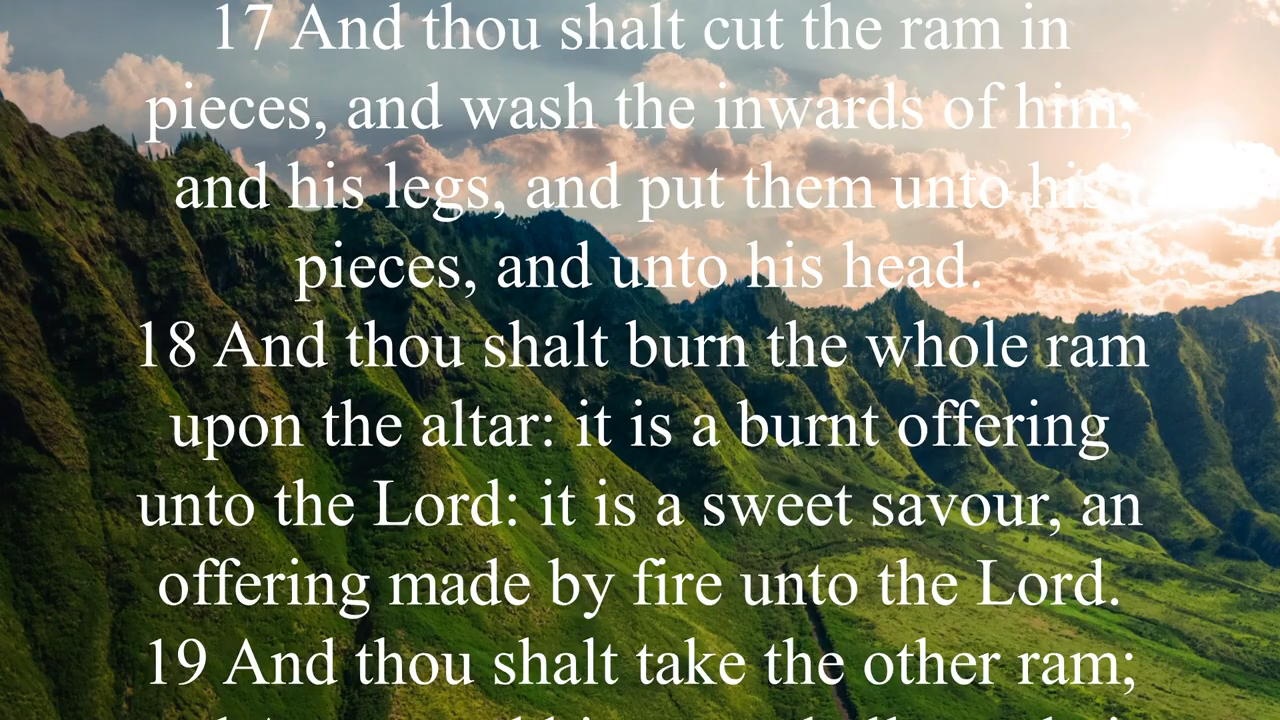 17 And thou shalt cut the ram in
pieces, and wash the inwards of him,
and his legs, and put them unto his
pieces, and unto his head.
18 And thou shalt burn the whole ram
upon the altar: it is a burnt offering
unto the Lord: it is a sweet savour, an
offering made by fire unto the Lord.
19 And thou shalt take the other ram;